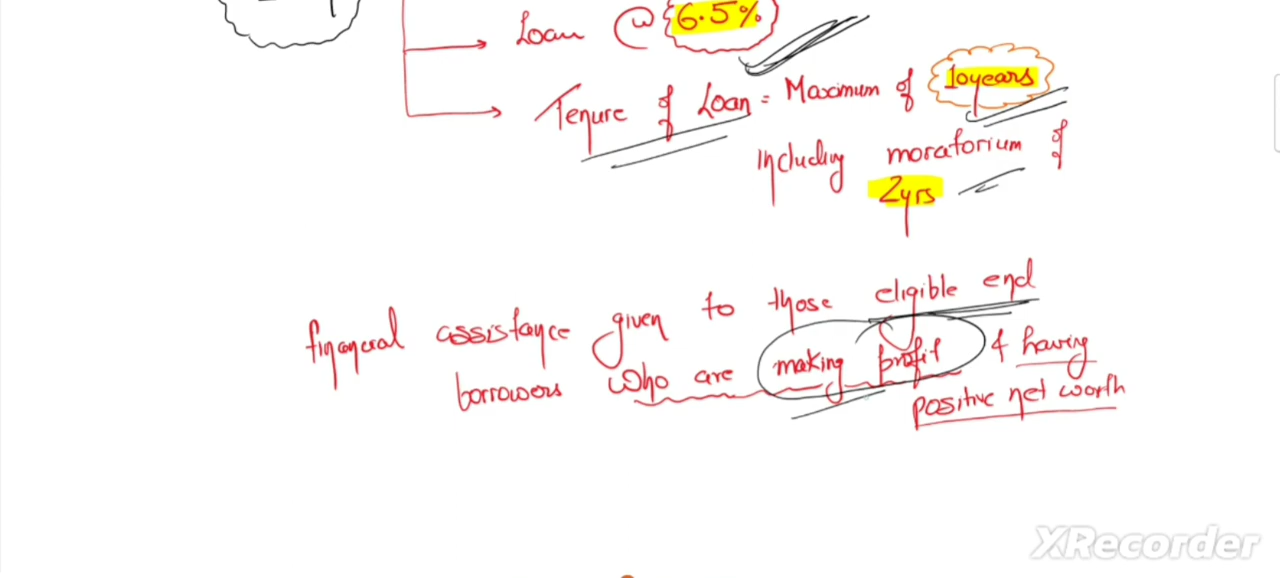 Loan @ 6.5%
Tenure of Loan = Maximum of 10years
Including moratorium of
2yrs
financial assistance given to those eligible end
borrowers who are making profit & having
positive net worth
XRecorder